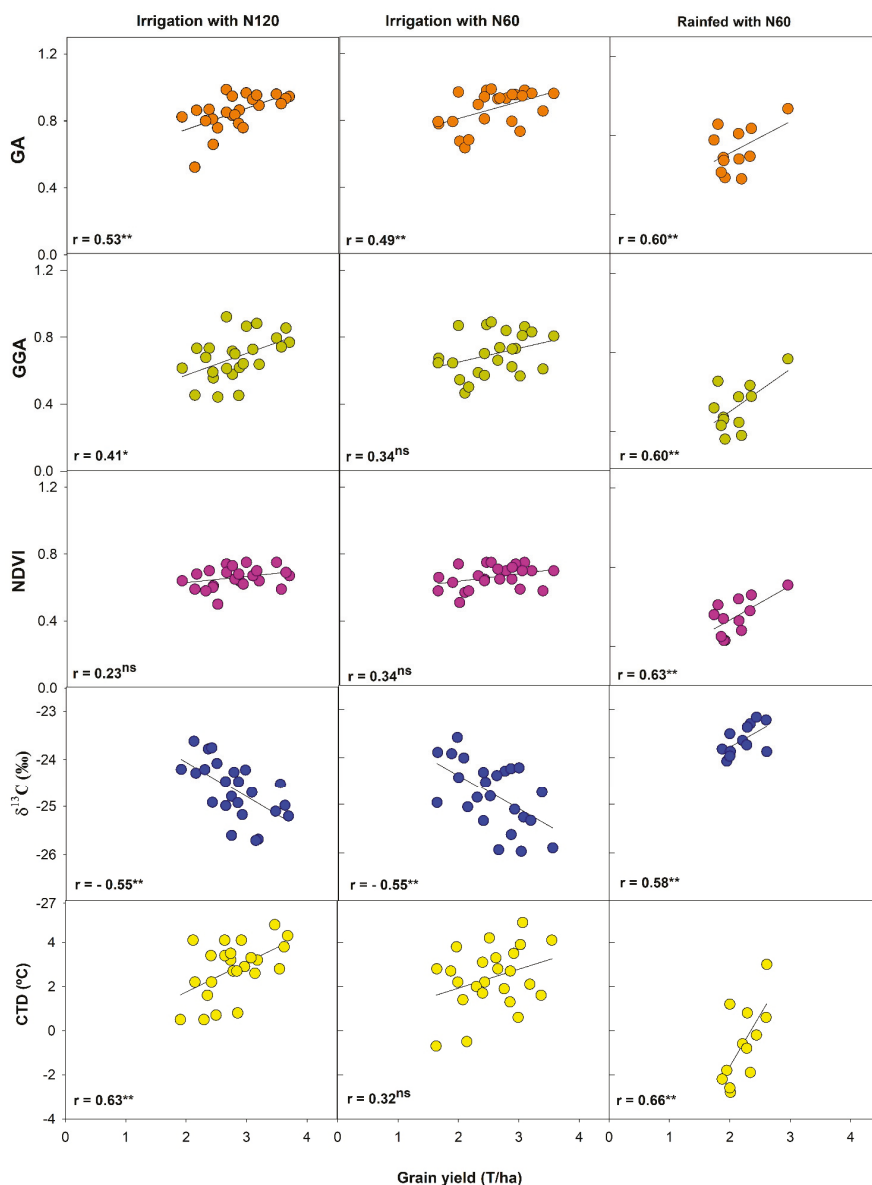 Irrigation with N120 Irrigation with N60 Rainfed with N60
GA
1.2
0.8
0.4
0.0
r = 0.53**
r = 0.49**
r = 0.60**
GGA
1.2
0.8
0.4
0.0
r = 0.41*
r = 0.34ns
r = 0.60**
NDVI
1.2
0.8
0.4
0.0
r = 0.23ns
r = 0.34ns
r = 0.63**
δ13C (‰)
-23
-24
-25
-26
-27
r = - 0.55**
r = - 0.55**
r = 0.58**
CTD (ºC)
4
2
0
-2
-4
r = 0.63**
r = 0.32ns
r = 0.66**
0 1 2 3 4 0 1 2 3 4 0 1 2 3 4
Grain yield (T/ha)